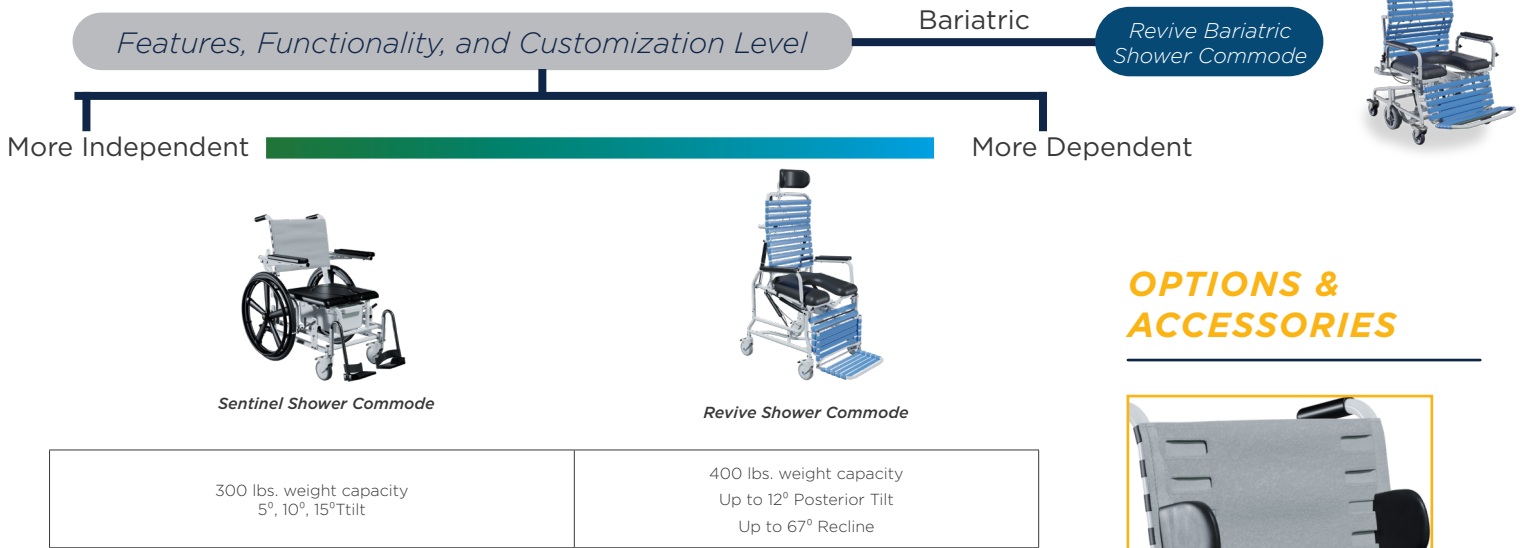 Bariatric
Features, Functionality, and Customization Level
Revive Bariatric
Shower Commode
More Independent
More Dependent
Sentinel Shower Commode
Revive Shower Commode
OPTIONS &
ACCESSORIES
300 lbs. weight capacity
5⁰, 10⁰, 15⁰Ttilt
400 lbs. weight capacity
Up to 12⁰ Posterior Tilt
Up to 67⁰ Recline